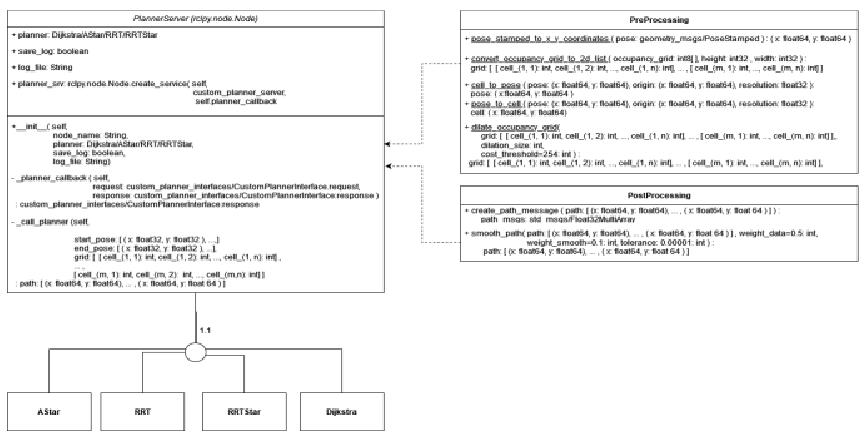 PlannerServer (rclpy.node.Node)
+ planner: Dijkstra/AStar/RRT/RRTStar
+ save_log: boolean
+ log_file: String
+ planner_srv: rclpy.node.Node.create_service( self,
custom_planner_server,
self.planner_callback
+__init__( self,
node_name: String,
planner: Dijkstra/AStar/RRT/RRTStar,
save_log: boolean,
log_file: String)
- _planner_callback ( self,
request: custom_planner_interfaces/CustomPlannerInterface.request,
response: custom_planner_interfaces/CustomPlannerInterface.response )
: custom_planner_interfaces/CustomPlannerInterface.response
- _call_planner (self,
start_pose: [ ( x: float32, y: float32 ), ...]
end_pose: [ ( x: float32, y: float32 ), ...],
grid: [ [ cell_(1, 1): int, cell_(1, 2): int, ..., cell_(1, n): int] ,
... ,
[ cell_(m, 1): int, cell_(m, 2): int, ..., cell_(m,n): int] ]
: path: [ (x: float64, y: float64), ... , ( x: float64, y: float 64 ) ]
PreProcessing
+ pose_stamped_to_x_y_coordinates ( pose: geometry_msgs/PoseStamped ) : ( x: float64, y: float64 )
+ convert_occupancy_grid_to_2d_list ( occupancy_grid: int8[ ], height: int32 , width: int32 ) :
grid: [ [ cell_(1, 1): int, cell_(1, 2): int, ..., cell_(1, n): int], ... , [ cell_(m, 1): int, ..., cell_(m, n): int] ]
+ cell_to_pose ( pose: (x: float64, y: float64), origin: (x: float64, y: float64), resolution: float32 ):
pose: ( x: float64, y: float64 )
+ pose_to_cell ( pose: (x: float64, y: float64), origin: (x: float64, y: float64), resolution: float32 ):
cell: (x: float64, y: float64)
+ dilate_occupancy_grid(
grid: [ [ cell_(1, 1): int, cell_(1, 2): int, ..., cell_(1, n): int], ... , [ cell_(m, 1): int, ..., cell_(m, n): int] ],
dilation_size: int,
cost_threshold=254: int ) :
grid: [ [ cell_(1, 1): int, cell_(1, 2): int, ..., cell_(1, n): int], ... , [ cell_(m, 1): int, ..., cell_(m, n): int] ],
PostProcessing
+ create_path_message ( path: [ (x: float64, y: float64), ... , ( x: float64, y: float 64 ) ] ) :
path_msgs: std_msgs/Float32MultiArray
+ smooth_path( path: [ (x: float64, y: float64), ... , ( x: float64, y: float 64 ) ] , weight_data=0.5: int,
weight_smooth=0.1: int, tolerance: 0.00001: int ) :
path: [ (x: float64, y: float64), ... , ( x: float64, y: float 64 ) ]
1.1
AStar
RRT
RRTStar
Dijkstra